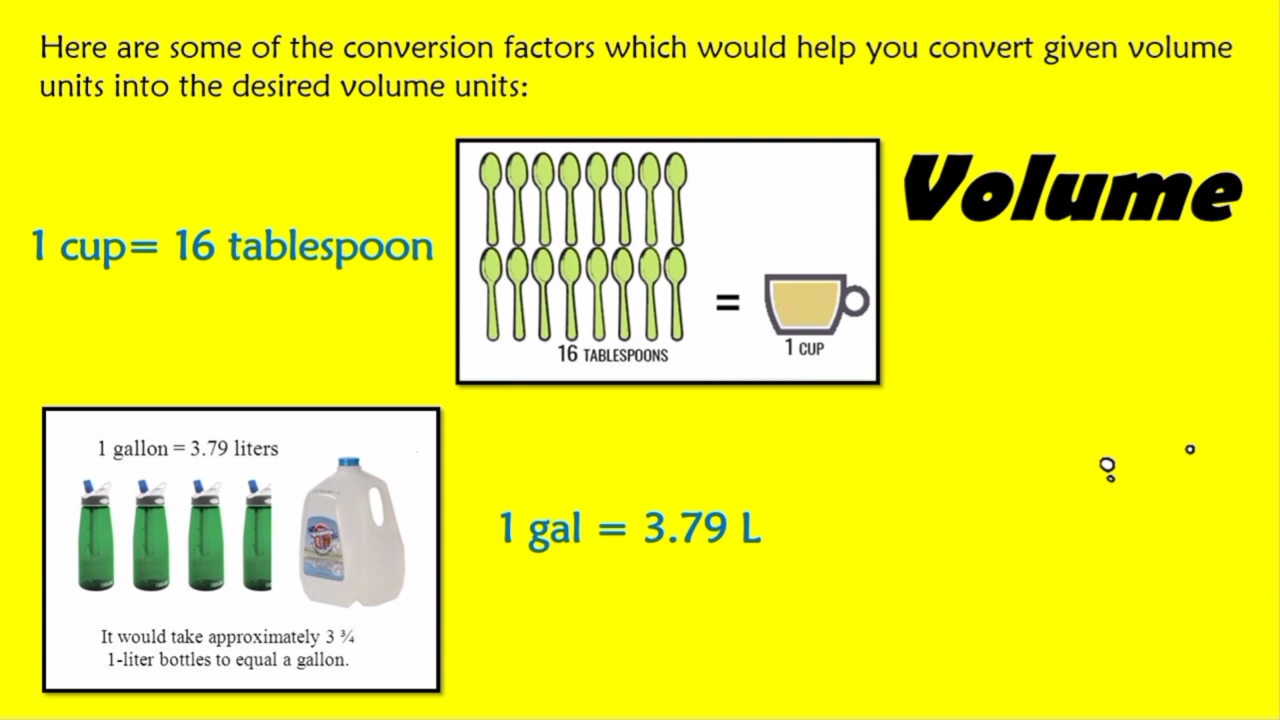 Here are some of the conversion factors which would help you convert given volume
units into the desired volume units:
Volume
1 cup= 16 tablespoon
=
16 TABLESPOONS
1 CUP
1 gallon = 3.79 liters
It would take approximately 3 ¾
1-liter bottles to equal a gallon.
1 gal = 3.79 L